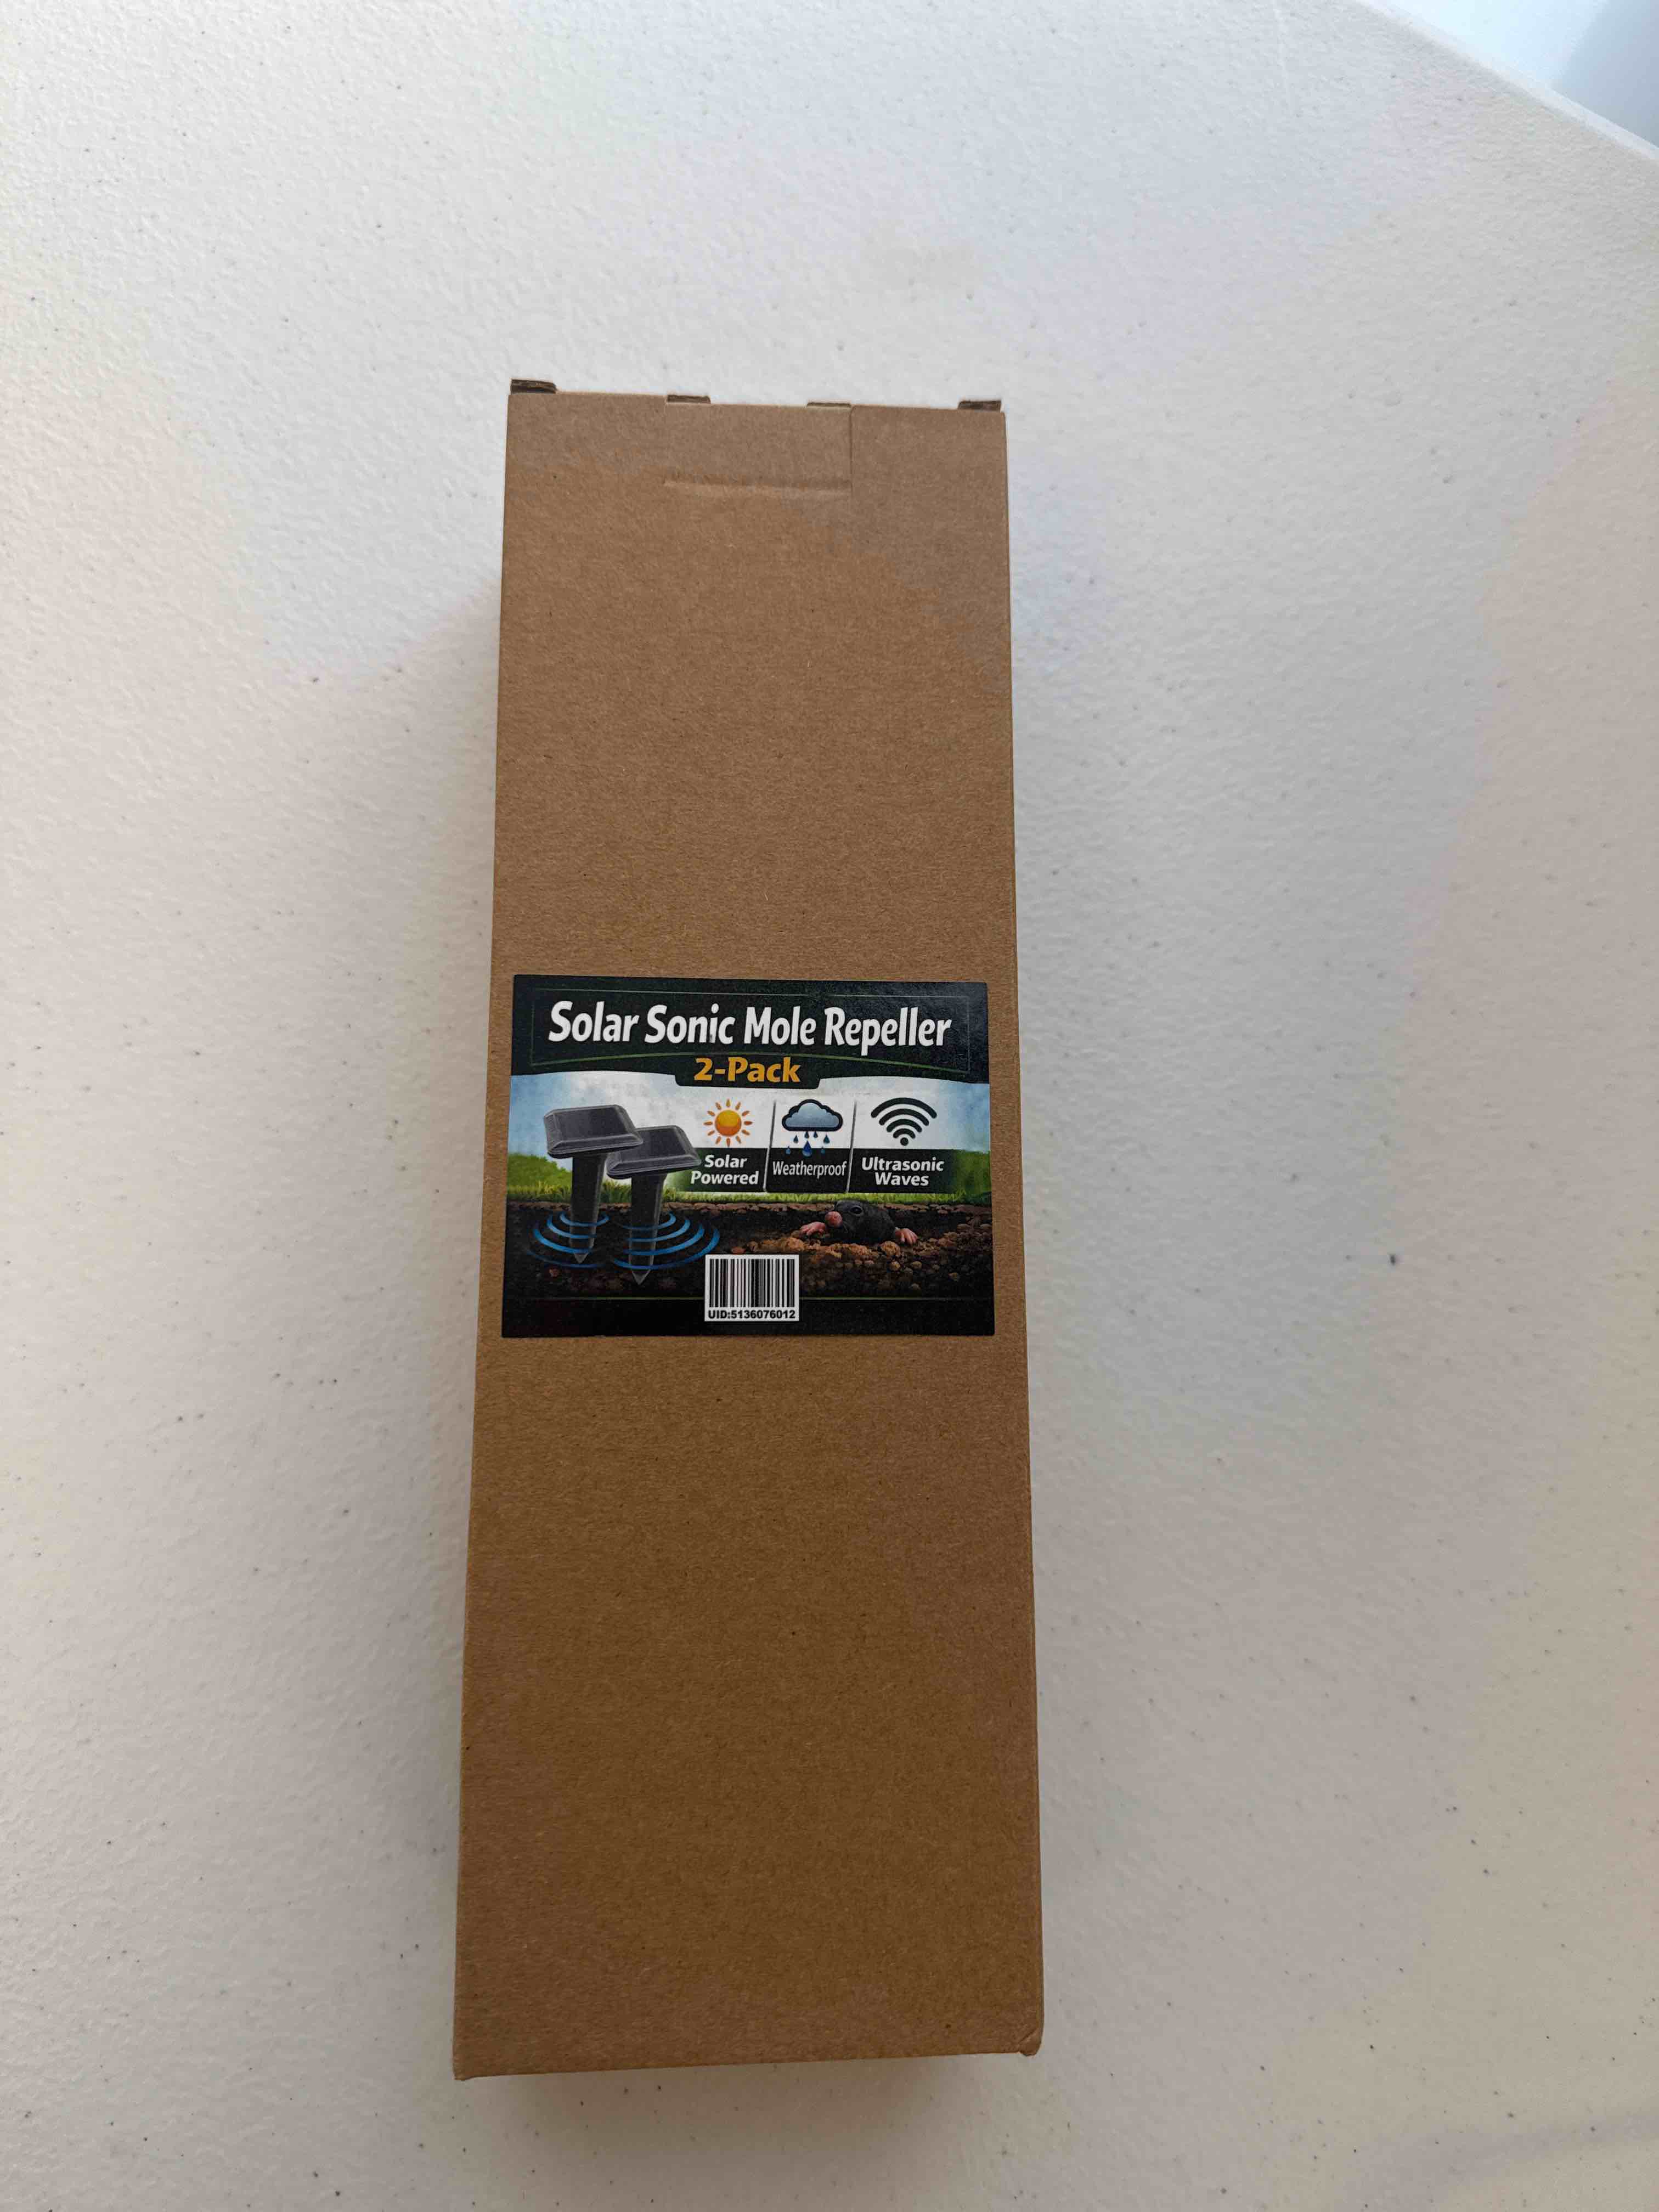 Solar Sonic Mole Repeller
2-Pack
Solar
Powered
Weatherproof
Ultrasonic
Waves
UID:5136076012